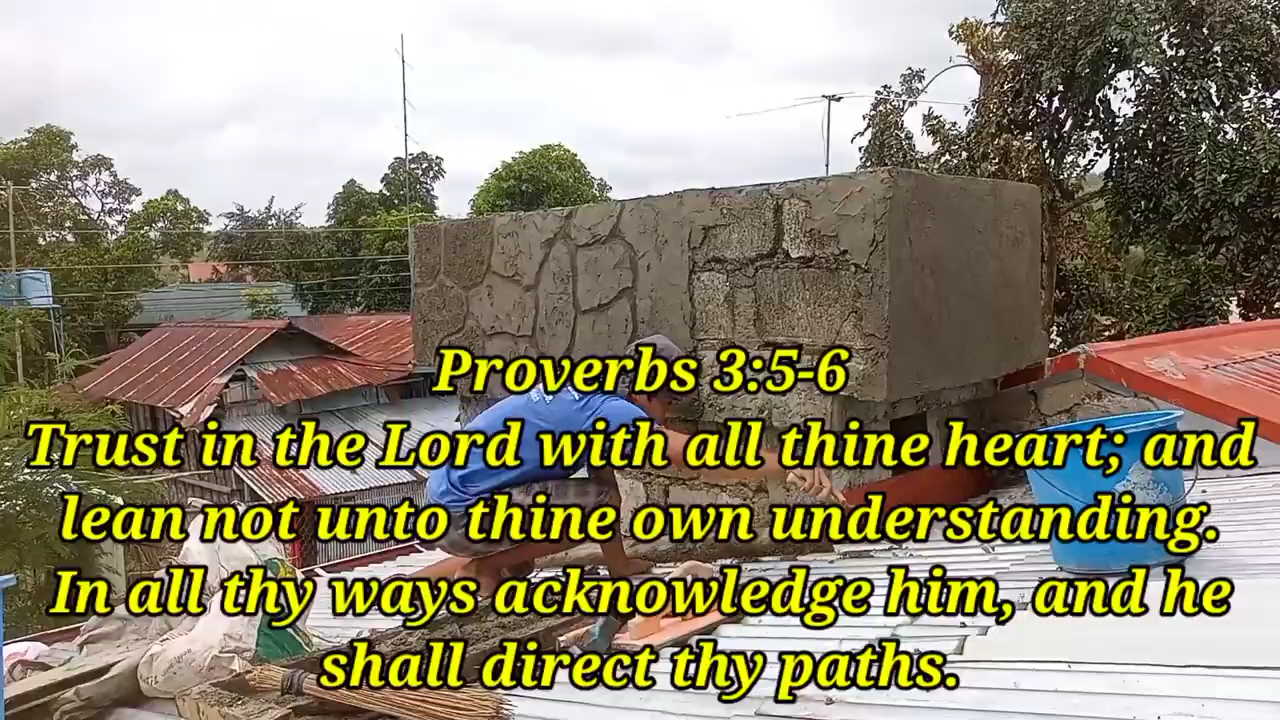 Proverbs 3:5-6
Trust in the Lord with all thine heart; and
lean not unto thine own understanding.
In all thy ways acknowledge him, and he
shall direct thy paths.